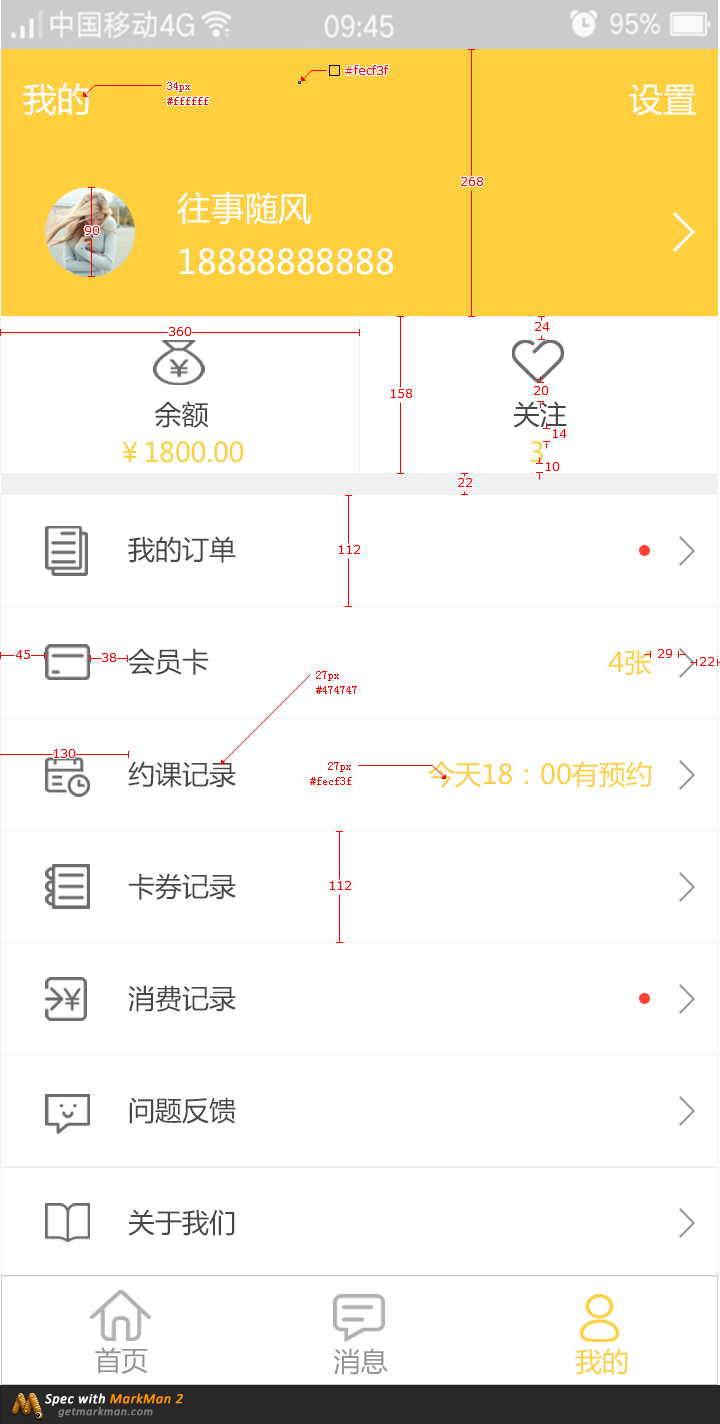 中国移动4G 09:45 95%
#fecf3f
我的 34px 设置
#ffffff
268
往事随风
90
18888888888
360
24
158
20
余额 关注
14
¥1800.00 3
10
22
我的订单 112
45 38 会员卡 4张 29 22
27px
#474747
130
约课记录 27px 今天18：00有预约
#fecf3f
卡券记录 112
消费记录
问题反馈
关于我们
首页 消息 我的
Spec with MarkMan 2
getmarkman.com